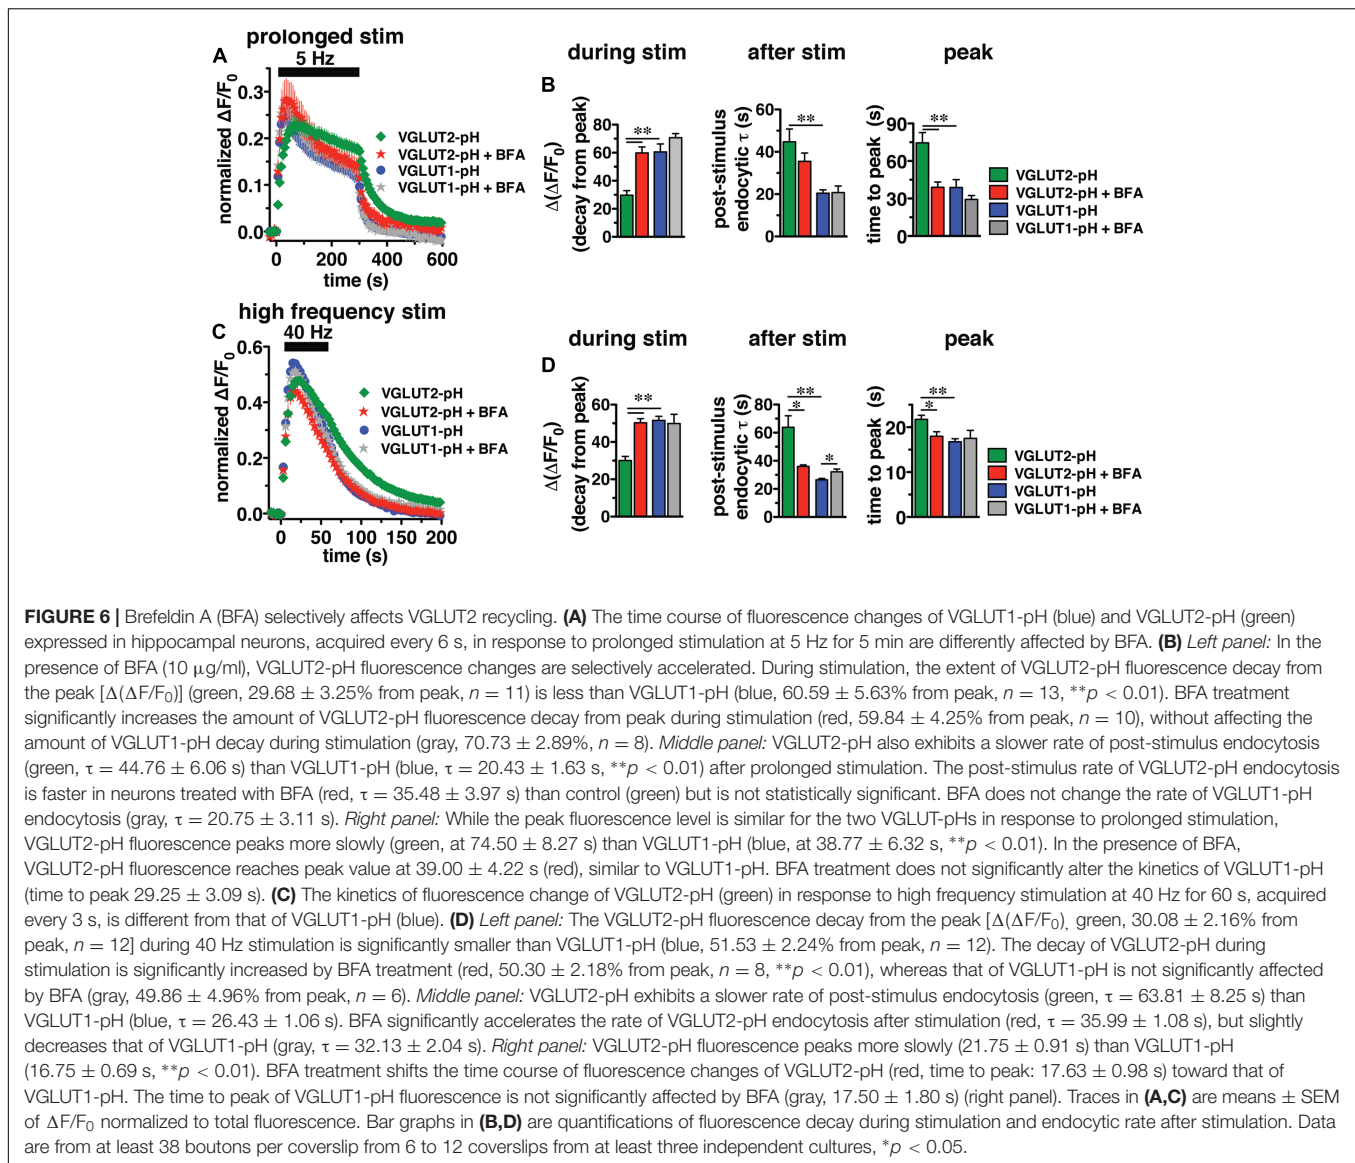 prolonged stim
A
5 Hz
normalized ΔF/F0
0.3
0.2
0.1
0.0
VGLUT2-pH
VGLUT2-pH + BFA
VGLUT1-pH
VGLUT1-pH + BFA
0 200 400 600
time (s)
B
during stim
after stim
peak
Δ(ΔF/F0)
(decay from peak)
80
60
40
20
0
**
post-stimulus
endocytic τ (s)
60
40
20
0
**
time to peak (s)
90
60
30
0
**
VGLUT2-pH
VGLUT2-pH + BFA
VGLUT1-pH
VGLUT1-pH + BFA
high frequency stim
C
40 Hz
normalized ΔF/F0
0.6
0.4
0.2
0.0
VGLUT2-pH
VGLUT2-pH + BFA
VGLUT1-pH
VGLUT1-pH + BFA
0 50 100 150 200
time (s)
D
during stim
after stim
peak
Δ(ΔF/F0)
(decay from peak)
60
40
20
0
**
post-stimulus
endocytic τ (s)
80
60
40
20
0
**
*
*
time to peak (s)
20
10
0
**
*
VGLUT2-pH
VGLUT2-pH + BFA
VGLUT1-pH
VGLUT1-pH + BFA
FIGURE 6 | Brefeldin A (BFA) selectively affects VGLUT2 recycling. (A) The time course of fluorescence changes of VGLUT1-pH (blue) and VGLUT2-pH (green)
expressed in hippocampal neurons, acquired every 6 s, in response to prolonged stimulation at 5 Hz for 5 min are differently affected by BFA. (B) Left panel: In the
presence of BFA (10 μg/ml), VGLUT2-pH fluorescence changes are selectively accelerated. During stimulation, the extent of VGLUT2-pH fluorescence decay from
the peak [Δ(ΔF/F0)] (green, 29.68 ± 3.25% from peak, n = 11) is less than VGLUT1-pH (blue, 60.59 ± 5.63% from peak, n = 13, **p < 0.01). BFA treatment
significantly increases the amount of VGLUT2-pH fluorescence decay from peak during stimulation (red, 59.84 ± 4.25% from peak, n = 10), without affecting the
amount of VGLUT1-pH decay during stimulation (gray, 70.73 ± 2.89%, n = 8). Middle panel: VGLUT2-pH also exhibits a slower rate of post-stimulus endocytosis
(green, τ = 44.76 ± 6.06 s) than VGLUT1-pH (blue, τ = 20.43 ± 1.63 s, **p < 0.01) after prolonged stimulation. The post-stimulus rate of VGLUT2-pH endocytosis
is faster in neurons treated with BFA (red, τ = 35.48 ± 3.97 s) than control (green) but is not statistically significant. BFA does not change the rate of VGLUT1-pH
endocytosis (gray, τ = 20.75 ± 3.11 s). Right panel: While the peak fluorescence level is similar for the two VGLUT-pHs in response to prolonged stimulation,
VGLUT2-pH fluorescence peaks more slowly (green, at 74.50 ± 8.27 s) than VGLUT1-pH (blue, at 38.77 ± 6.32 s, **p < 0.01). In the presence of BFA,
VGLUT2-pH fluorescence reaches peak value at 39.00 ± 4.22 s (red), similar to VGLUT1-pH. BFA treatment does not significantly alter the kinetics of VGLUT1-pH
(time to peak 29.25 ± 3.09 s). (C) The kinetics of fluorescence change of VGLUT2-pH (green) in response to high frequency stimulation at 40 Hz for 60 s, acquired
every 3 s, is different from that of VGLUT1-pH (blue). (D) Left panel: The VGLUT2-pH fluorescence decay from the peak [Δ(ΔF/F0), green, 30.08 ± 2.16% from
peak, n = 12] during 40 Hz stimulation is significantly smaller than VGLUT1-pH (blue, 51.53 ± 2.24% from peak, n = 12). The decay of VGLUT2-pH during
stimulation is significantly increased by BFA treatment (red, 50.30 ± 2.18% from peak, n = 8, **p < 0.01), whereas that of VGLUT1-pH is not significantly affected
by BFA (gray, 49.86 ± 4.96% from peak, n = 6). Middle panel: VGLUT2-pH exhibits a slower rate of post-stimulus endocytosis (green, τ = 63.81 ± 8.25 s) than
VGLUT1-pH (blue, τ = 26.43 ± 1.06 s). BFA significantly accelerates the rate of VGLUT2-pH endocytosis after stimulation (red, τ = 35.99 ± 1.08 s), but slightly
decreases that of VGLUT1-pH (gray, τ = 32.13 ± 2.04 s). Right panel: VGLUT2-pH fluorescence peaks more slowly (21.75 ± 0.91 s) than VGLUT1-pH
(16.75 ± 0.69 s, **p < 0.01). BFA treatment shifts the time course of fluorescence changes of VGLUT2-pH (red, time to peak: 17.63 ± 0.98 s) toward that of
VGLUT1-pH. The time to peak of VGLUT1-pH fluorescence is not significantly affected by BFA (gray, 17.50 ± 1.80 s) (right panel). Traces in (A,C) are means ± SEM
of ΔF/F0 normalized to total fluorescence. Bar graphs in (B,D) are quantifications of fluorescence decay during stimulation and endocytic rate after stimulation. Data
are from at least 38 boutons per coverslip from 6 to 12 coverslips from at least three independent cultures, *p < 0.05.